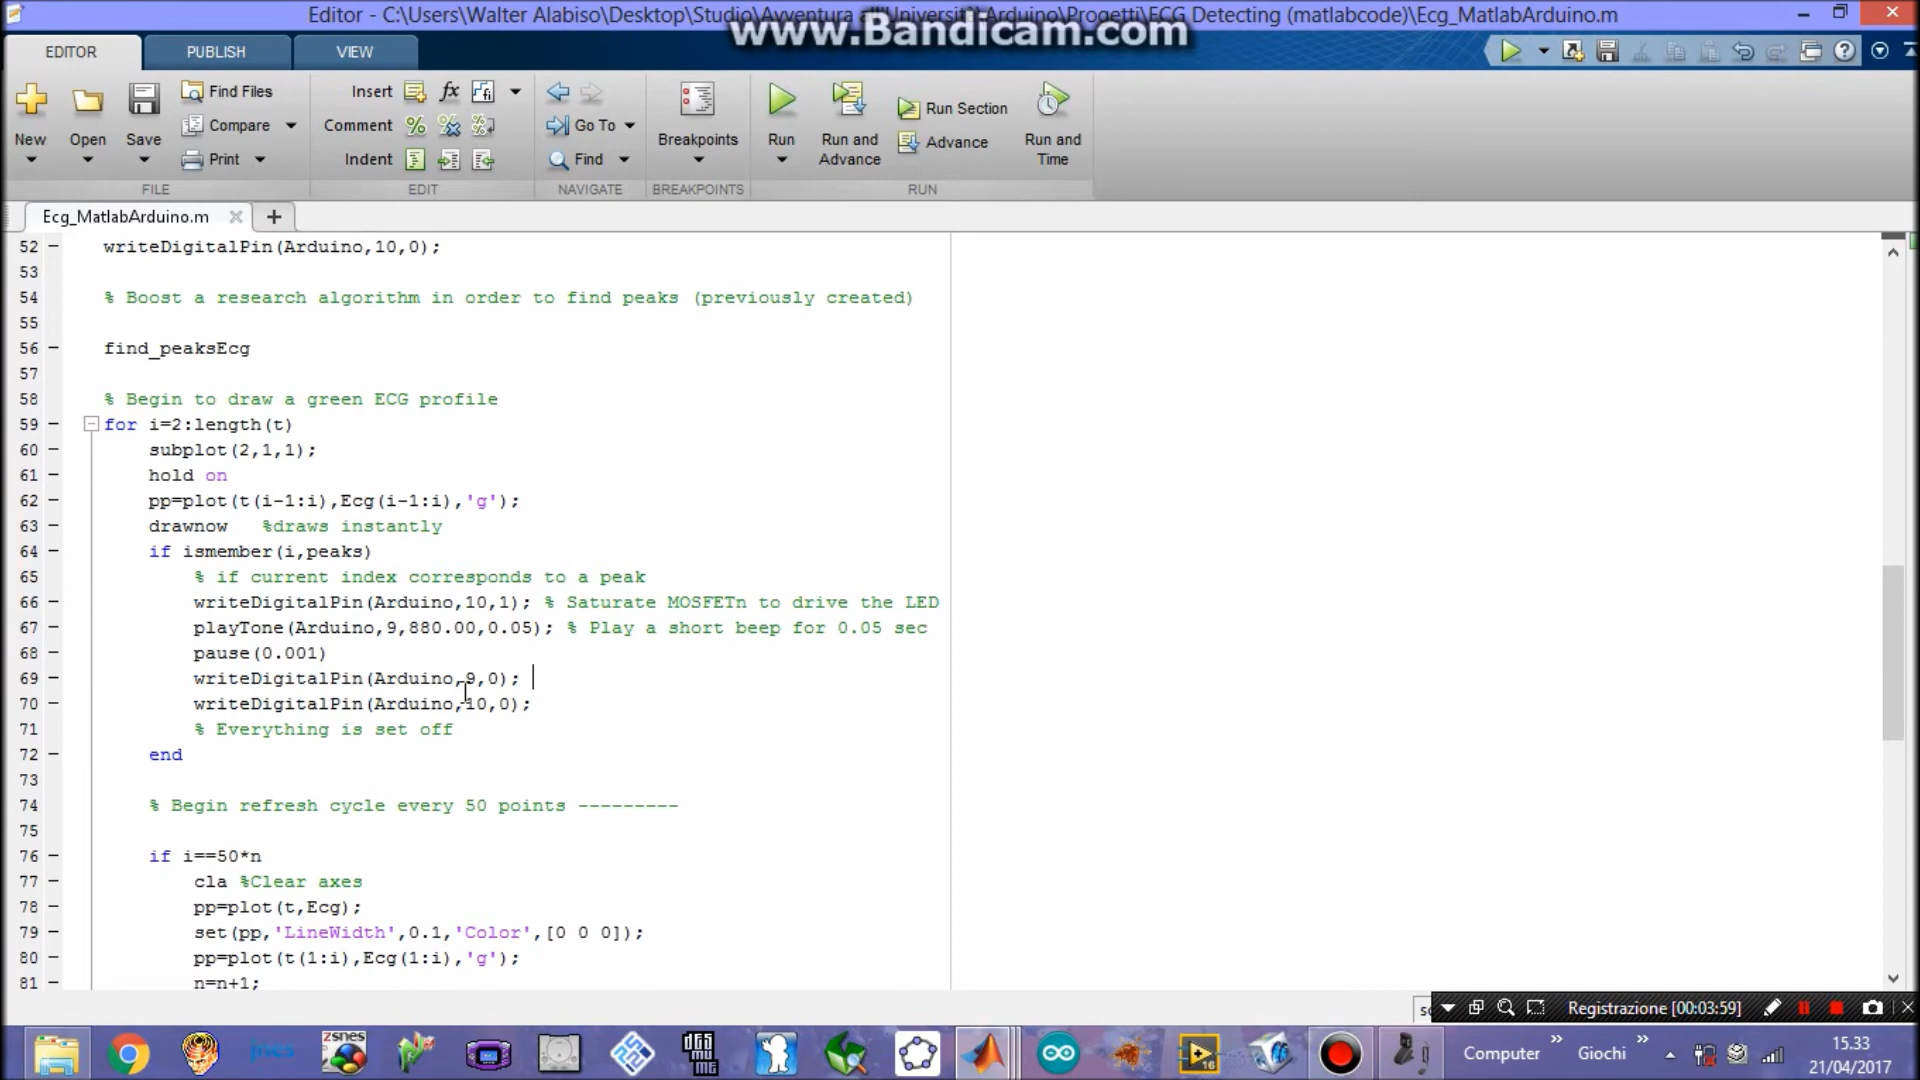 Editor - C:\Users\Walter Alabiso\Desktop\Studio\Avventura all'Università\Arduino\Progetti\ECG Detecting (matlabcode)\Ecg_MatlabArduino.m
www.Bandicam.com
EDITOR PUBLISH VIEW
Find Files Insert fx
New Open Save Compare Comment Go To Breakpoints Run Run and Advance Run Section Advance Run and Time
Print Indent Find
FILE EDIT NAVIGATE BREAKPOINTS RUN
Ecg_MatlabArduino.m
52 writeDigitalPin(Arduino,10,0);
53
54 % Boost a research algorithm in order to find peaks (previously created)
55
56 find_peaksEcg
57
58 % Begin to draw a green ECG profile
59 for i=2:length(t)
60 subplot(2,1,1);
61 hold on
62 pp=plot(t(i-1:i),Ecg(i-1:i),'g');
63 drawnow %draws instantly
64 if ismember(i,peaks)
65 % if current index corresponds to a peak
66 writeDigitalPin(Arduino,10,1); % Saturate MOSFETn to drive the LED
67 playTone(Arduino,9,880.00,0.05); % Play a short beep for 0.05 sec
68 pause(0.001)
69 writeDigitalPin(Arduino,9,0);
70 writeDigitalPin(Arduino,10,0);
71 % Everything is set off
72 end
73
74 % Begin refresh cycle every 50 points ---------
75
76 if i==50*n
77 cla %Clear axes
78 pp=plot(t,Ecg);
79 set(pp,'LineWidth',0.1,'Color',[0 0 0]);
80 pp=plot(t(1:i),Ecg(1:i),'g');
81 n=n+1;
Registrazione [00:03:59]
zsnes
Computer » Giochi »
15.33
21/04/2017